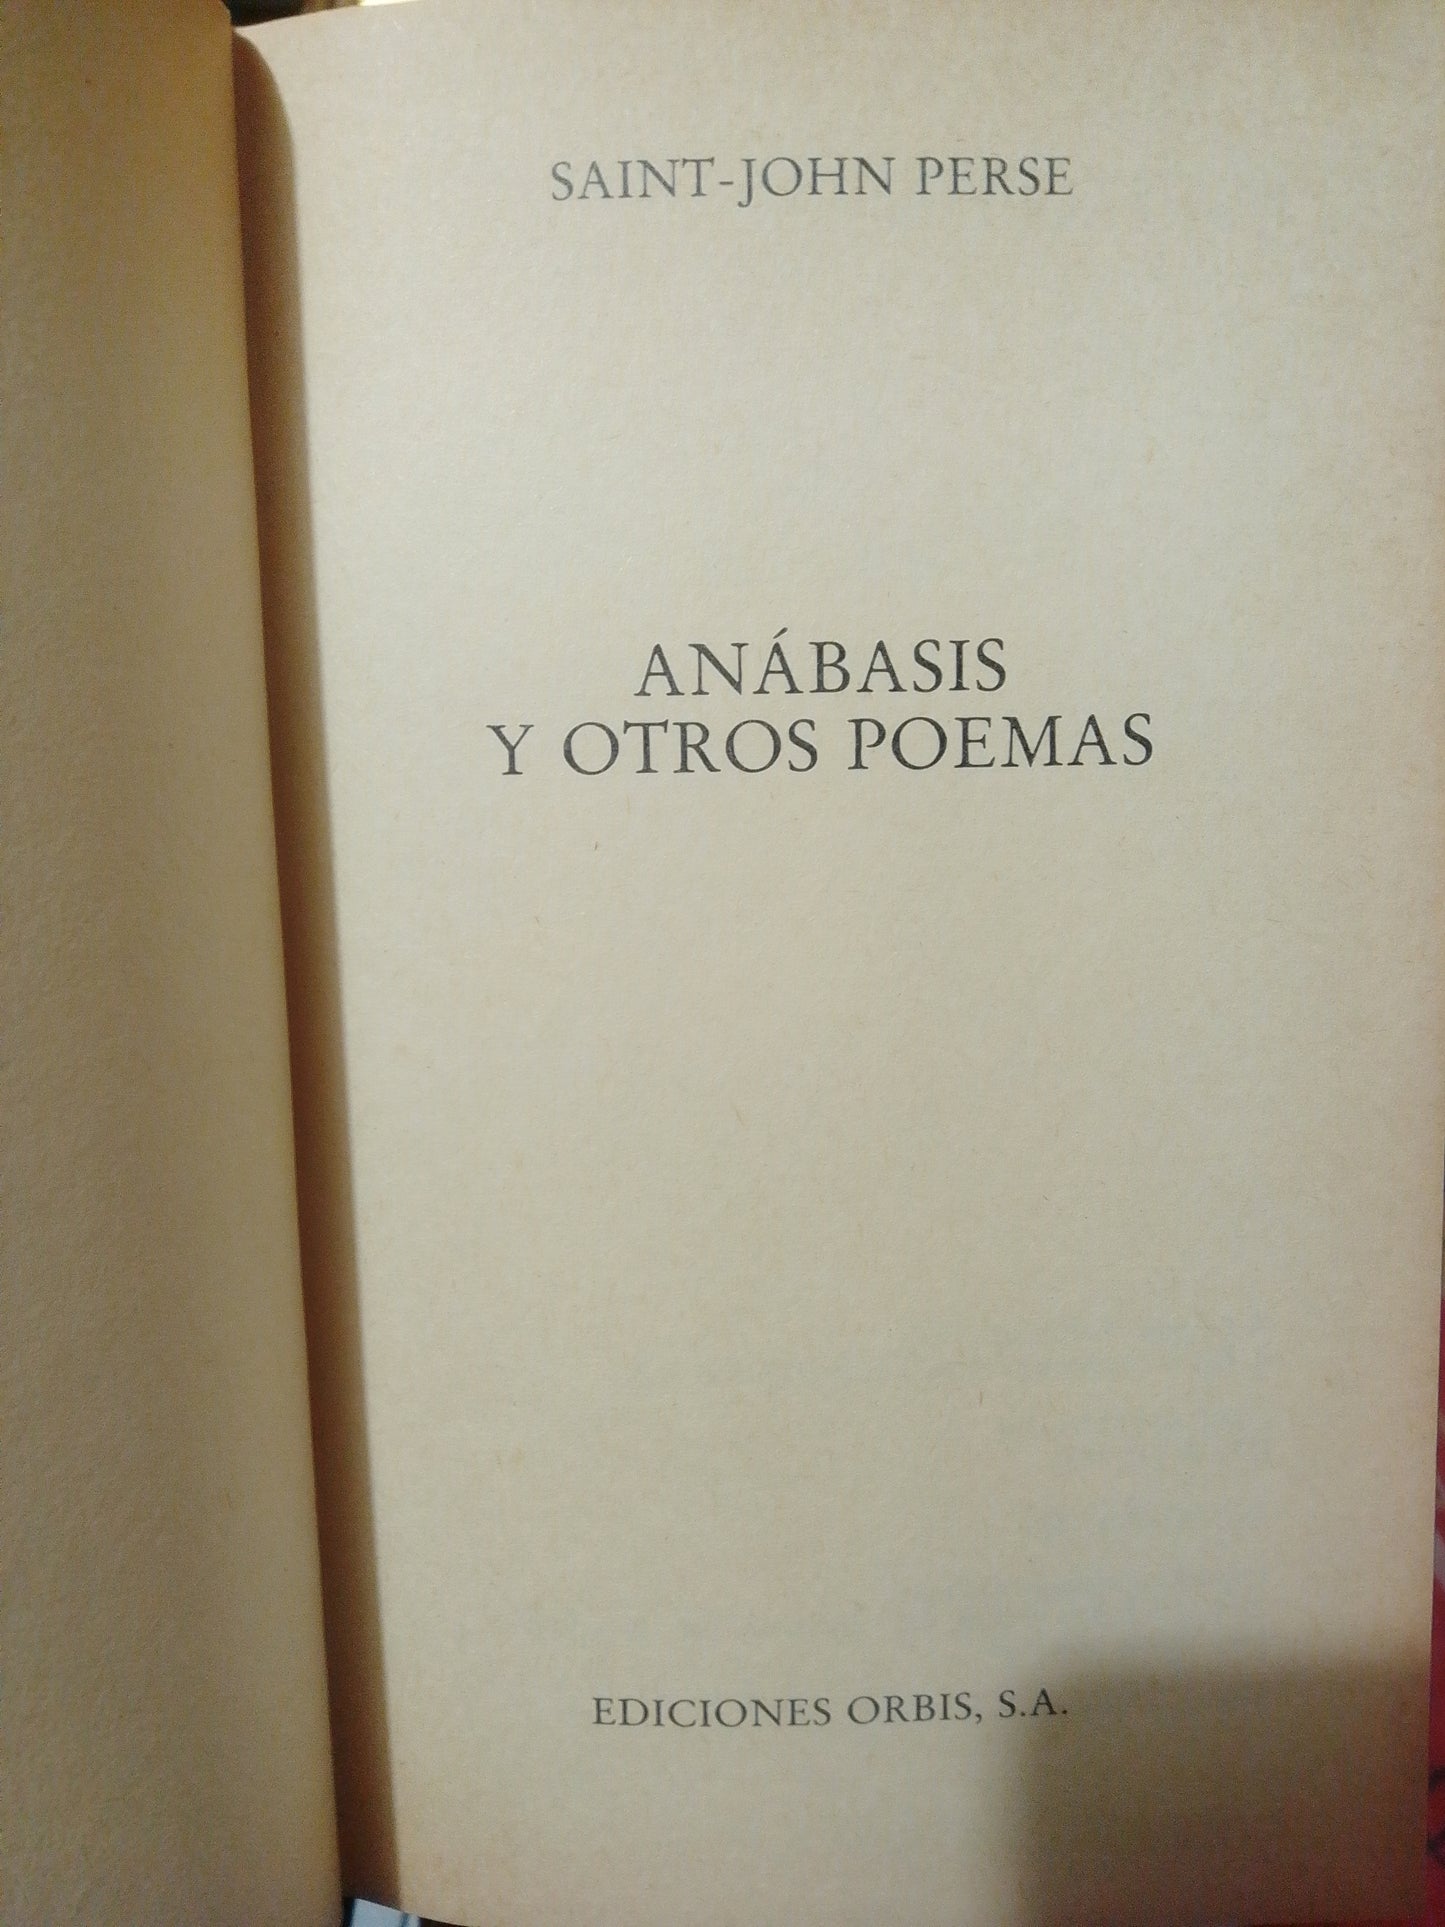 SAINT-JOHN PERSE
ANÁBASIS
Y OTROS POEMAS
EDICIONES ORBIS, S.A.